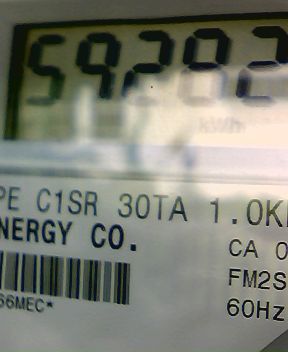 59282
kWh
PE C1SR 30TA 1.0K
NERGY CO.
CA 0
FM2S
66MEC*
60Hz